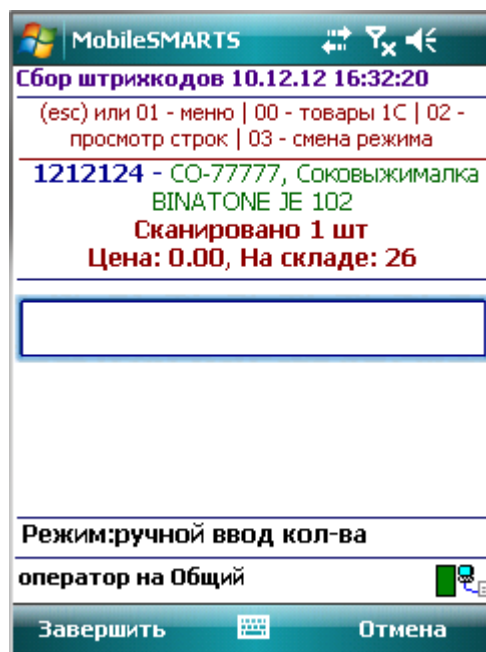 MobileSMARTS
Сбор штрихкодов 10.12.12 16:32:20
(esc) или 01 - меню | 00 - товары 1С | 02 -
просмотр строк | 03 - смена режима
1212124 - СО-77777, Соковыжималка
BINATONE JE 102
Сканировано 1 шт
Цена: 0.00, На складе: 26
Режим:ручной ввод кол-ва
оператор на Общий
Завершить
Отмена